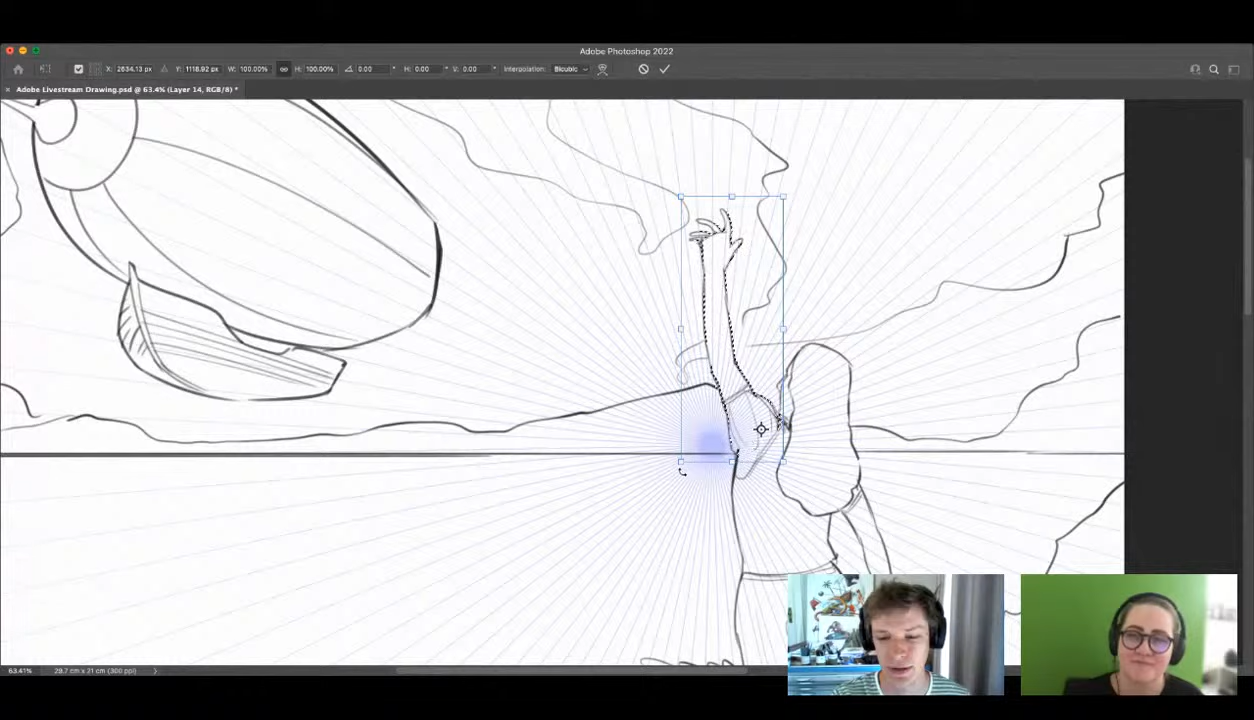 Adobe Photoshop 2022
X: 2634.13 px Y: 1118.92 px W: 100.00% H: 100.00% 0.00 ° H: 0.00 ° V: 0.00 ° Interpolation: Bicubic
× Adobe Livestream Drawing.psd @ 63.4% (Layer 14, RGB/8) *
63.41% 29.7 cm x 21 cm (300 ppi) >